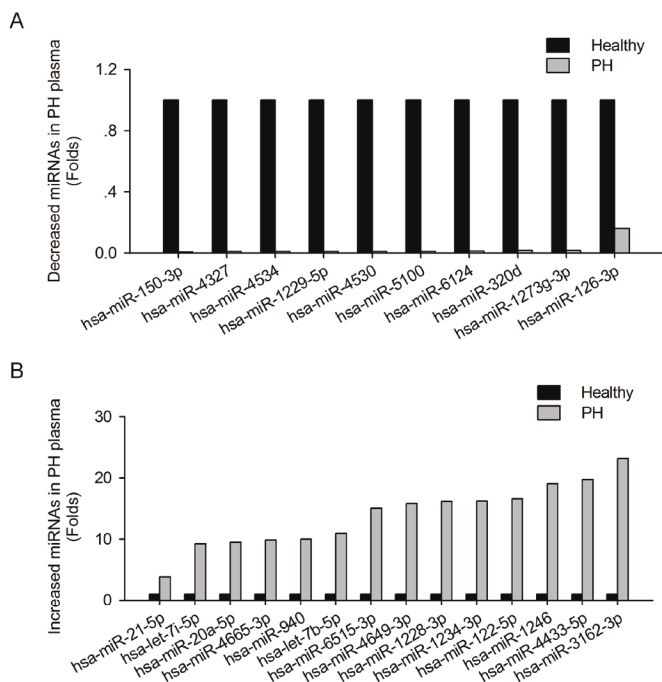 A
Healthy
PH
Decreased miRNAs in PH plasma
(Folds)
1.2
.8
.4
0.0
hsa-miR-150-3p
hsa-miR-4327
hsa-miR-4534
hsa-miR-1229-5p
hsa-miR-4530
hsa-miR-5100
hsa-miR-6124
hsa-miR-320d
hsa-miR-1273g-3p
hsa-miR-126-3p
B
Healthy
PH
Increased miRNAs in PH plasma
(Folds)
30
20
10
0
hsa-miR-21-5p
hsa-let-7i-5p
hsa-miR-20a-5p
hsa-miR-4665-3p
hsa-miR-940
hsa-let-7b-5p
hsa-miR-6515-3p
hsa-miR-4649-3p
hsa-miR-1228-3p
hsa-miR-1234-3p
hsa-miR-122-5p
hsa-miR-1246
hsa-miR-4433-5p
hsa-miR-3162-3p